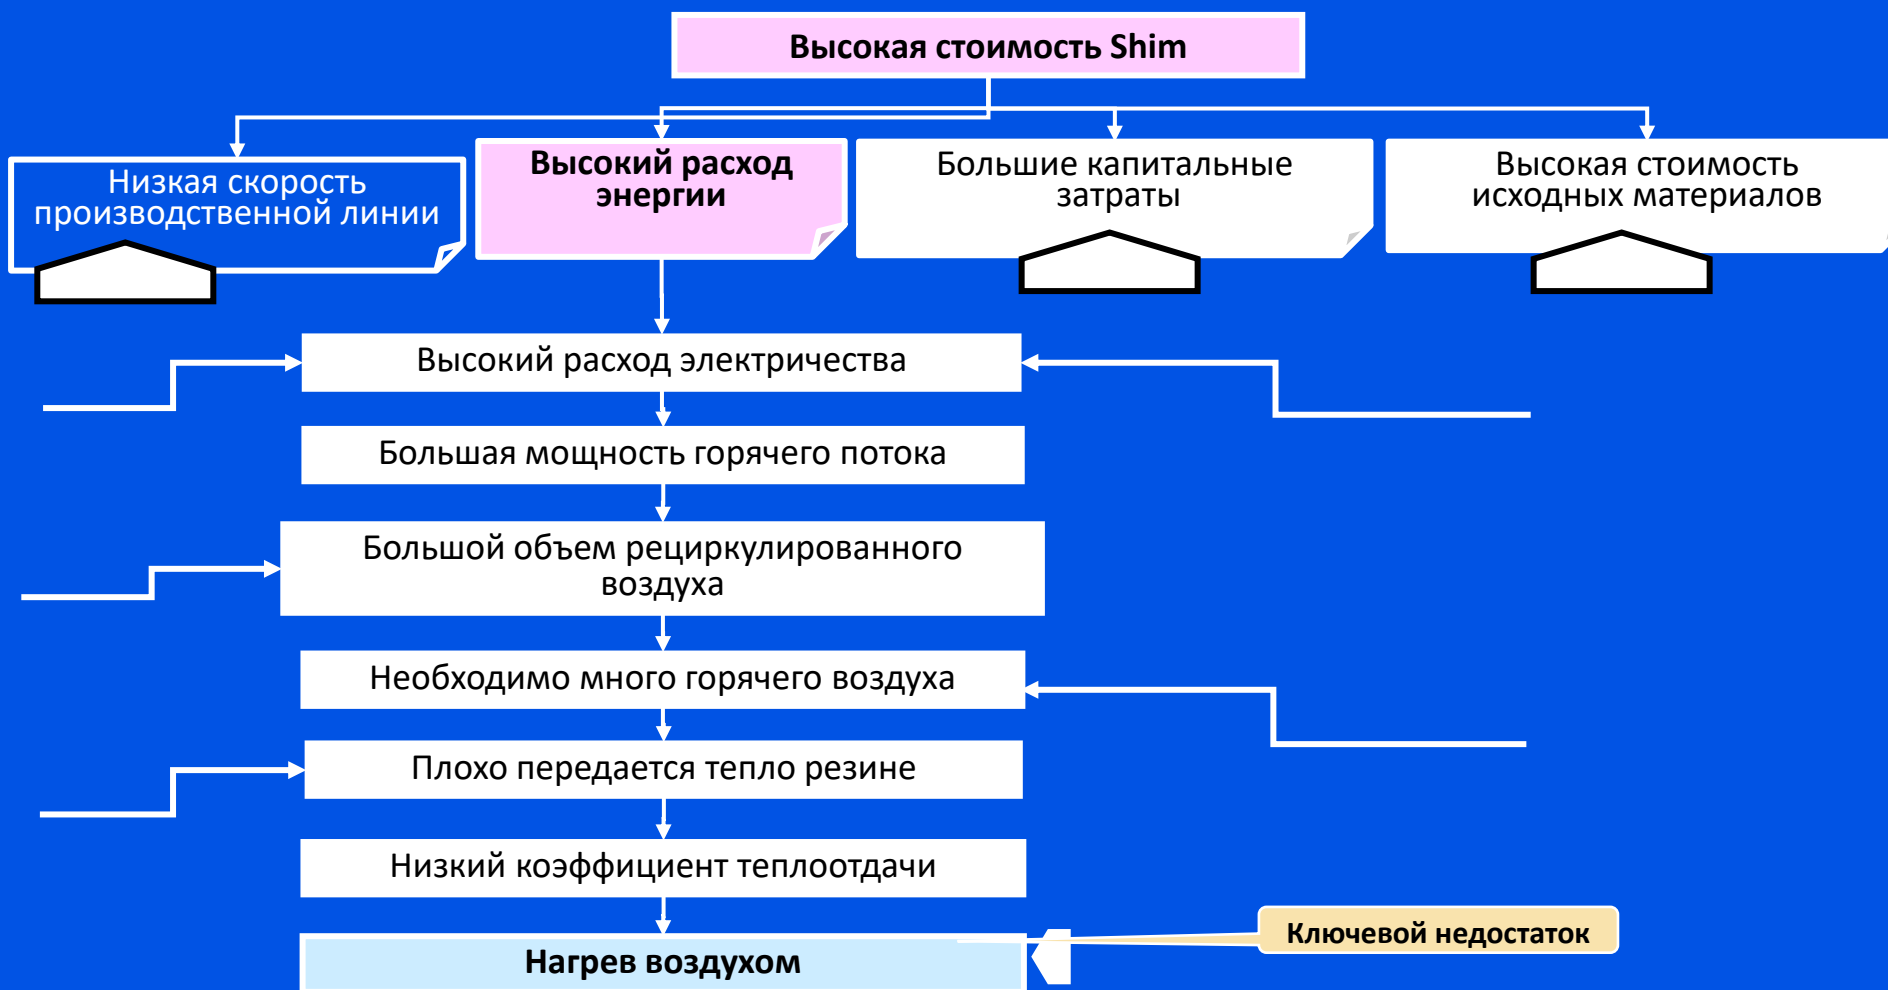 Высокая стоимость Shim
Низкая скорость
производственной линии
Высокий расход
энергии
Большие капитальные
затраты
Высокая стоимость
исходных материалов
Высокий расход электричества
Большая мощность горячего потока
Большой объем рециркулированного
воздуха
Необходимо много горячего воздуха
Плохо передается тепло резине
Низкий коэффициент теплоотдачи
Ключевой недостаток
Нагрев воздухом